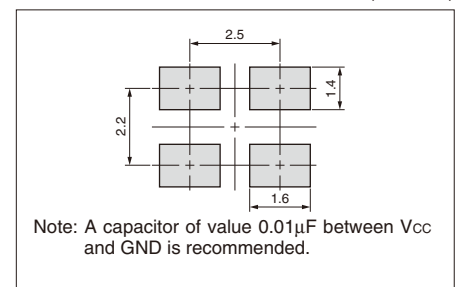 2.5
1.4
2.2
1.6
Note: A capacitor of value 0.01μF between Vcc
and GND is recommended.